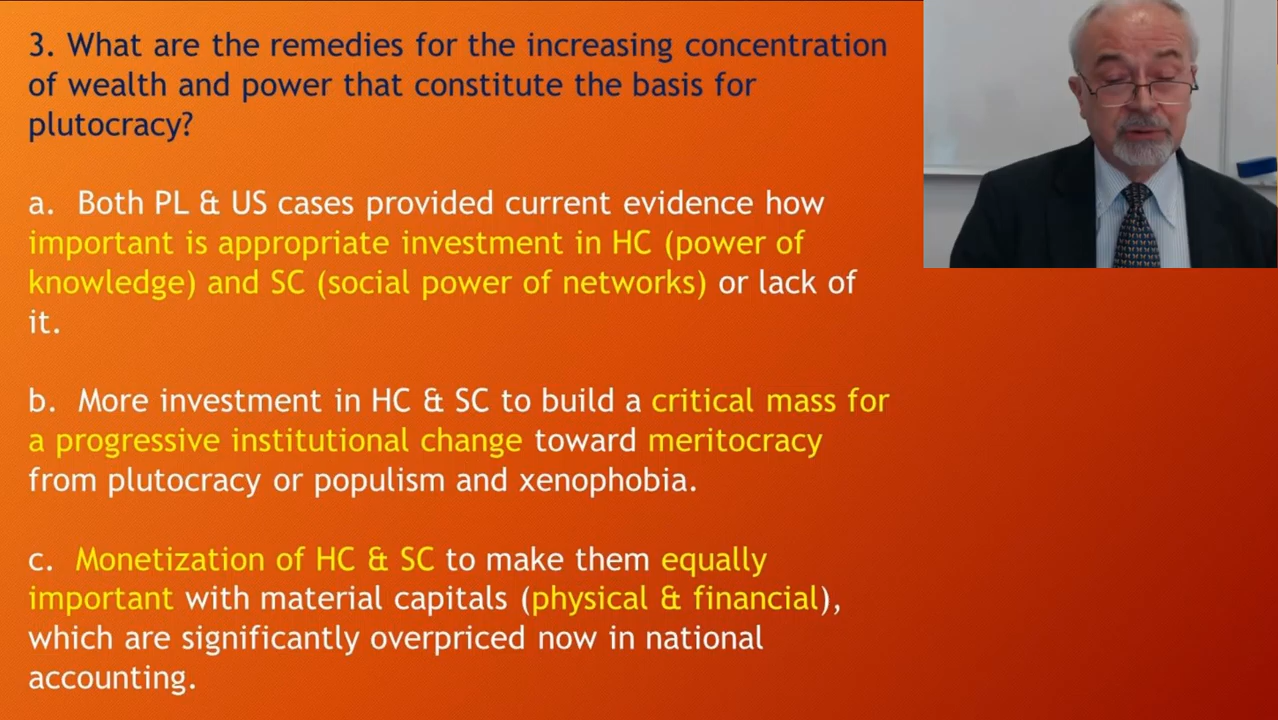 3. What are the remedies for the increasing concentration
of wealth and power that constitute the basis for
plutocracy?
a. Both PL & US cases provided current evidence how
important is appropriate investment in HC (power of
knowledge) and SC (social power of networks) or lack of
it.
b. More investment in HC & SC to build a critical mass for
a progressive institutional change toward meritocracy
from plutocracy or populism and xenophobia.
c. Monetization of HC & SC to make them equally
important with material capitals (physical & financial),
which are significantly overpriced now in national
accounting.